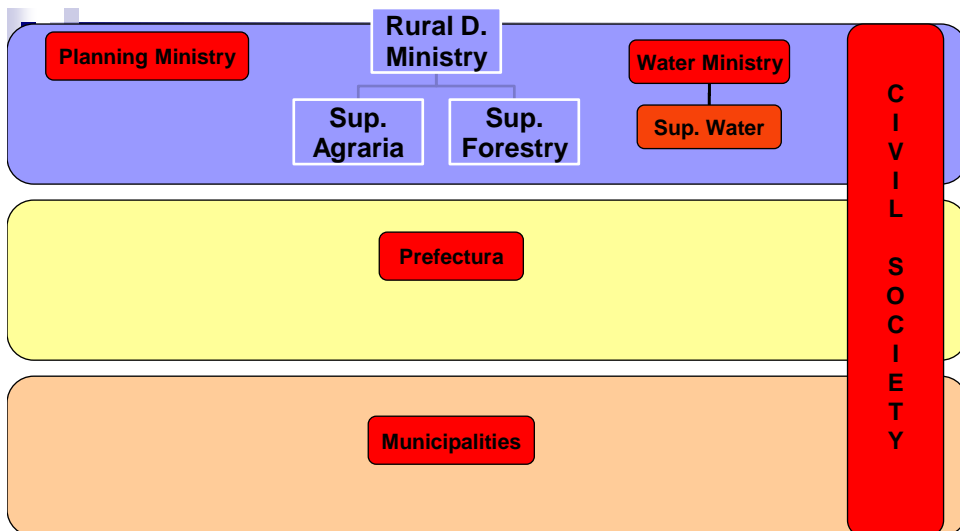 Rural D.
Ministry
Planning Ministry
Water Ministry
Sup.
Agraria
Sup.
Forestry
Sup. Water
Prefectura
Municipalities
C
I
V
I
L
S
O
C
I
E
T
Y